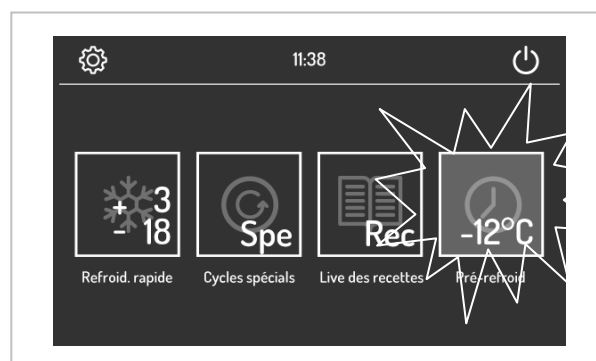 11:38
+ 3
- 18
Spe
Rec
-12°C
Refroid. rapide
Cycles spécials
Live des recettes
Pré-refroid